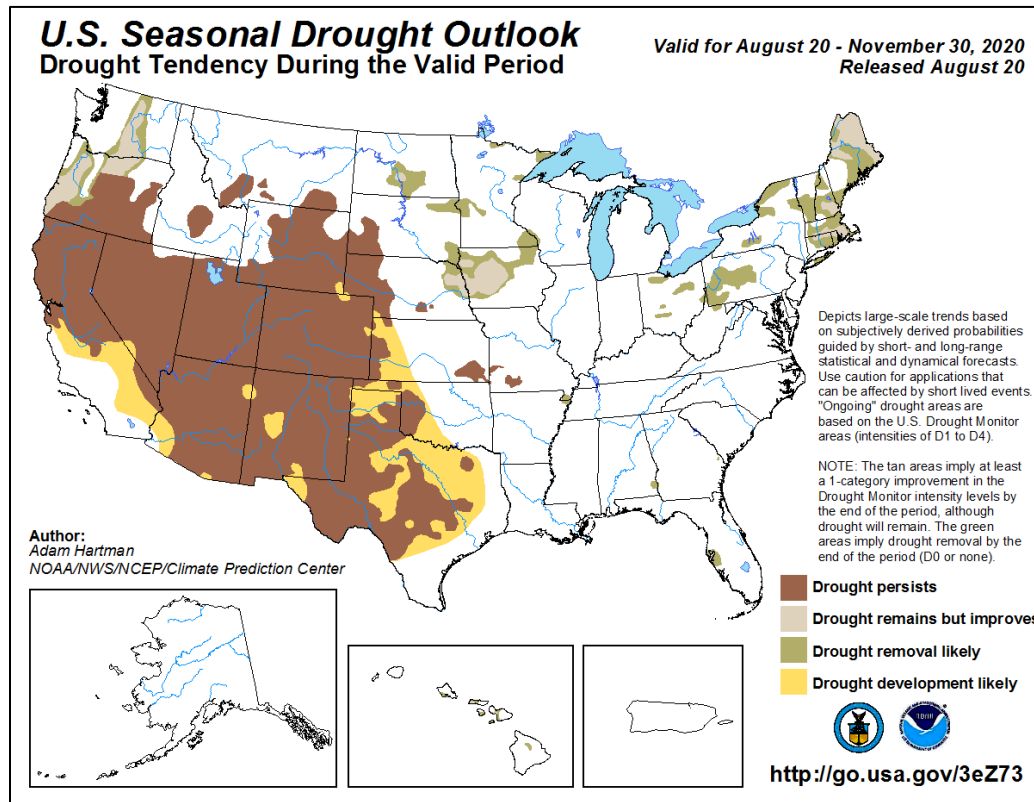 U.S. Seasonal Drought Outlook
Drought Tendency During the Valid Period
Valid for August 20 - November 30, 2020
Released August 20
Depicts large-scale trends based
on subjectively derived probabilities
guided by short- and long-range
statistical and dynamical forecasts.
Use caution for applications that
can be affected by short lived events.
"Ongoing" drought areas are
based on the U.S. Drought Monitor
areas (intensities of D1 to D4).
NOTE: The tan areas imply at least
a 1-category improvement in the
Drought Monitor intensity levels by
the end of the period, although
drought will remain. The green
areas imply drought removal by the
end of the period (D0 or none).
Author:
Adam Hartman
NOAA/NWS/NCEP/Climate Prediction Center
Drought persists
Drought remains but improves
Drought removal likely
Drought development likely
http://go.usa.gov/3eZ73